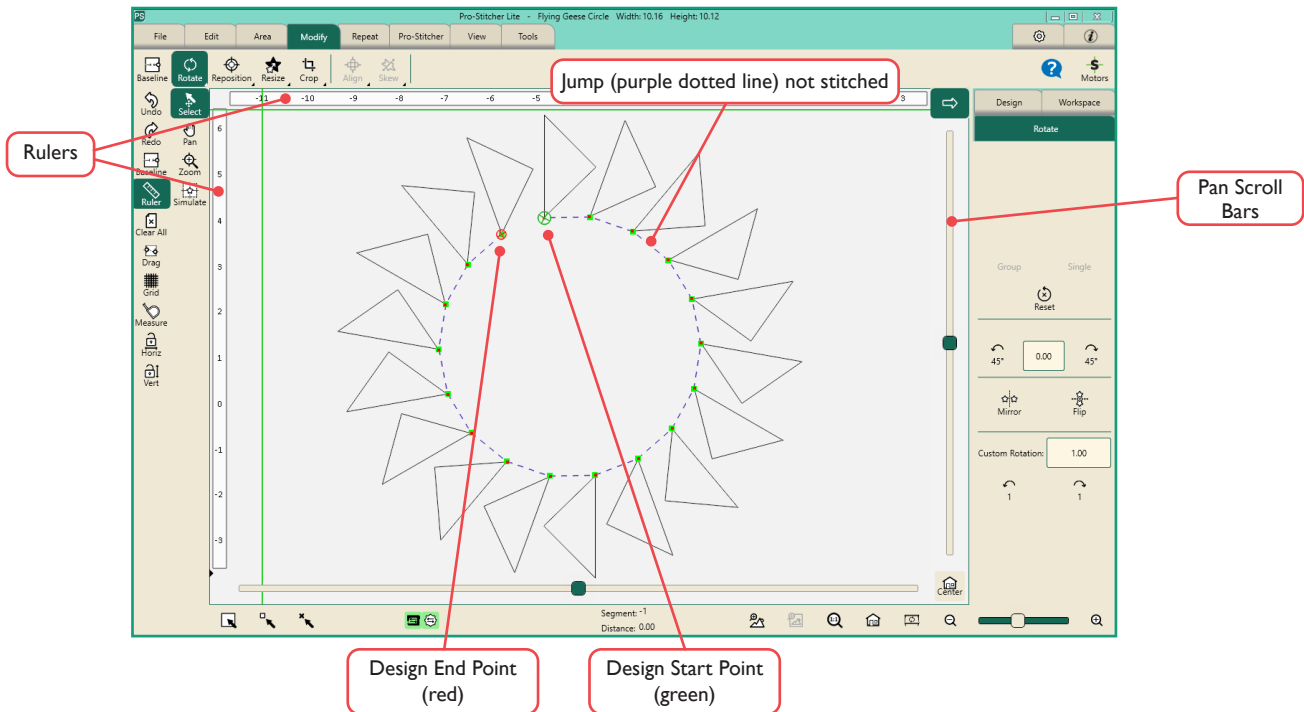 PS
Pro-Stitcher Lite - Flying Geese Circle Width: 10.16 Height: 10.12
File Edit Area Modify Repeat Pro-Stitcher View Tools
Baseline Rotate Reposition Resize Crop Align Skew
Motors
Jump (purple dotted line) not stitched
-11 -10 -9 -8 -7 -6 -5 3
Undo Select
Redo Pan
Baseline Zoom
Ruler Simulate
Clear All
Drag
Grid
Measure
Horiz
Vert
6
5
4
3
2
1
0
-1
-2
-3
Rulers
Pan Scroll
Bars
Design Workspace
Rotate
Group Single
Reset
45° 0.00 45°
Mirror Flip
Custom Rotation: 1.00
1 1
Center
Segment: -1
Distance: 0.00
1:1
Design End Point
(red)
Design Start Point
(green)